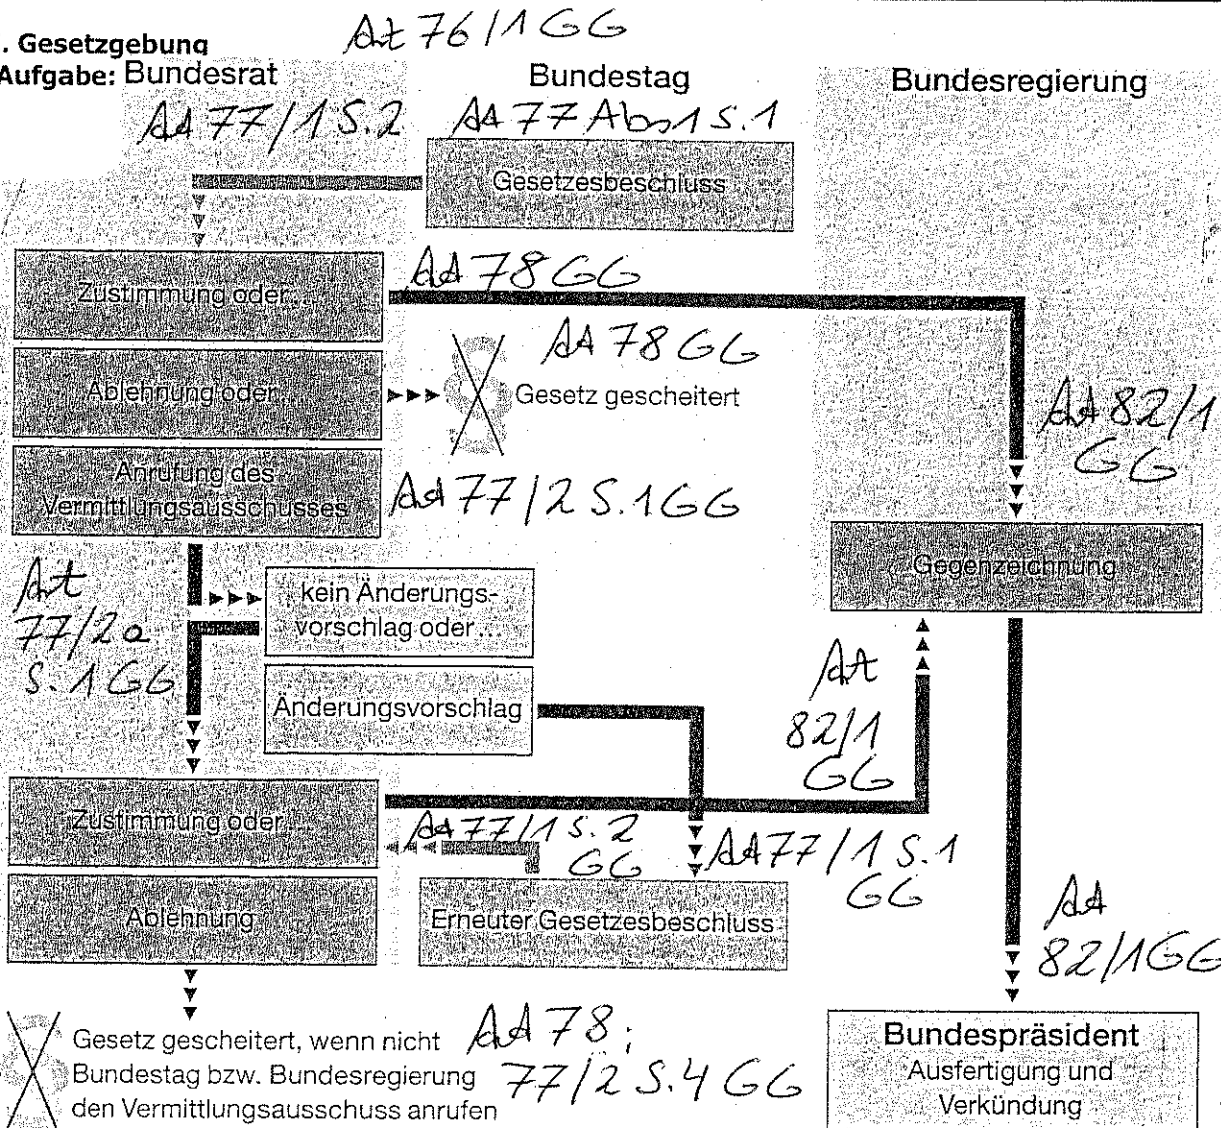 . Gesetzgebung
Art 76/1 GG
Aufgabe: Bundesrat
Bundestag
Bundesregierung
Art 77/1 S.2
Art 77 Abs 1 S.1
Gesetzesbeschluss
Zustimmung oder...
Art 78 GG
Art 78 GG
Ablehnung oder...
Gesetz gescheitert
Art 82/1
GG
Anrufung des
Vermittlungsausschusses
Art 77/2 S.1 GG
Gegenzeichnung
Art
77/2a
S.1 GG
kein Änderungs-
vorschlag oder...
Änderungsvorschlag
Art
82/1
GG
Zustimmung oder...
Art 77/1 S.2
GG
Art 77/1 S.1
GG
Ablehnung
Erneuter Gesetzesbeschluss
Art
82/1 GG
Gesetz gescheitert, wenn nicht
Bundestag bzw. Bundesregierung
den Vermittlungsausschuss anrufen
Art 78;
77/2 S.4 GG
Bundespräsident
Ausfertigung und
Verkündung